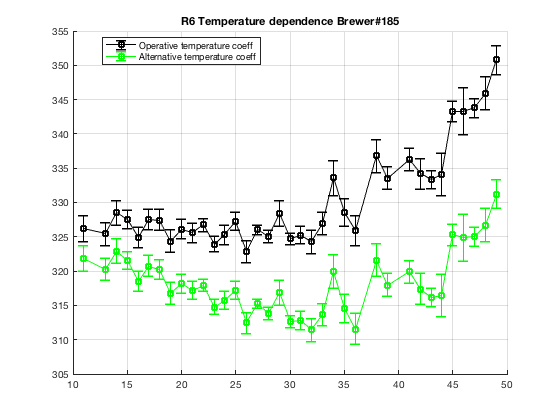 R6 Temperature dependence Brewer#185
Operative temperature coeff
Alternative temperature coeff
355
350
345
340
335
330
325
320
315
310
305
10 15 20 25 30 35 40 45 50